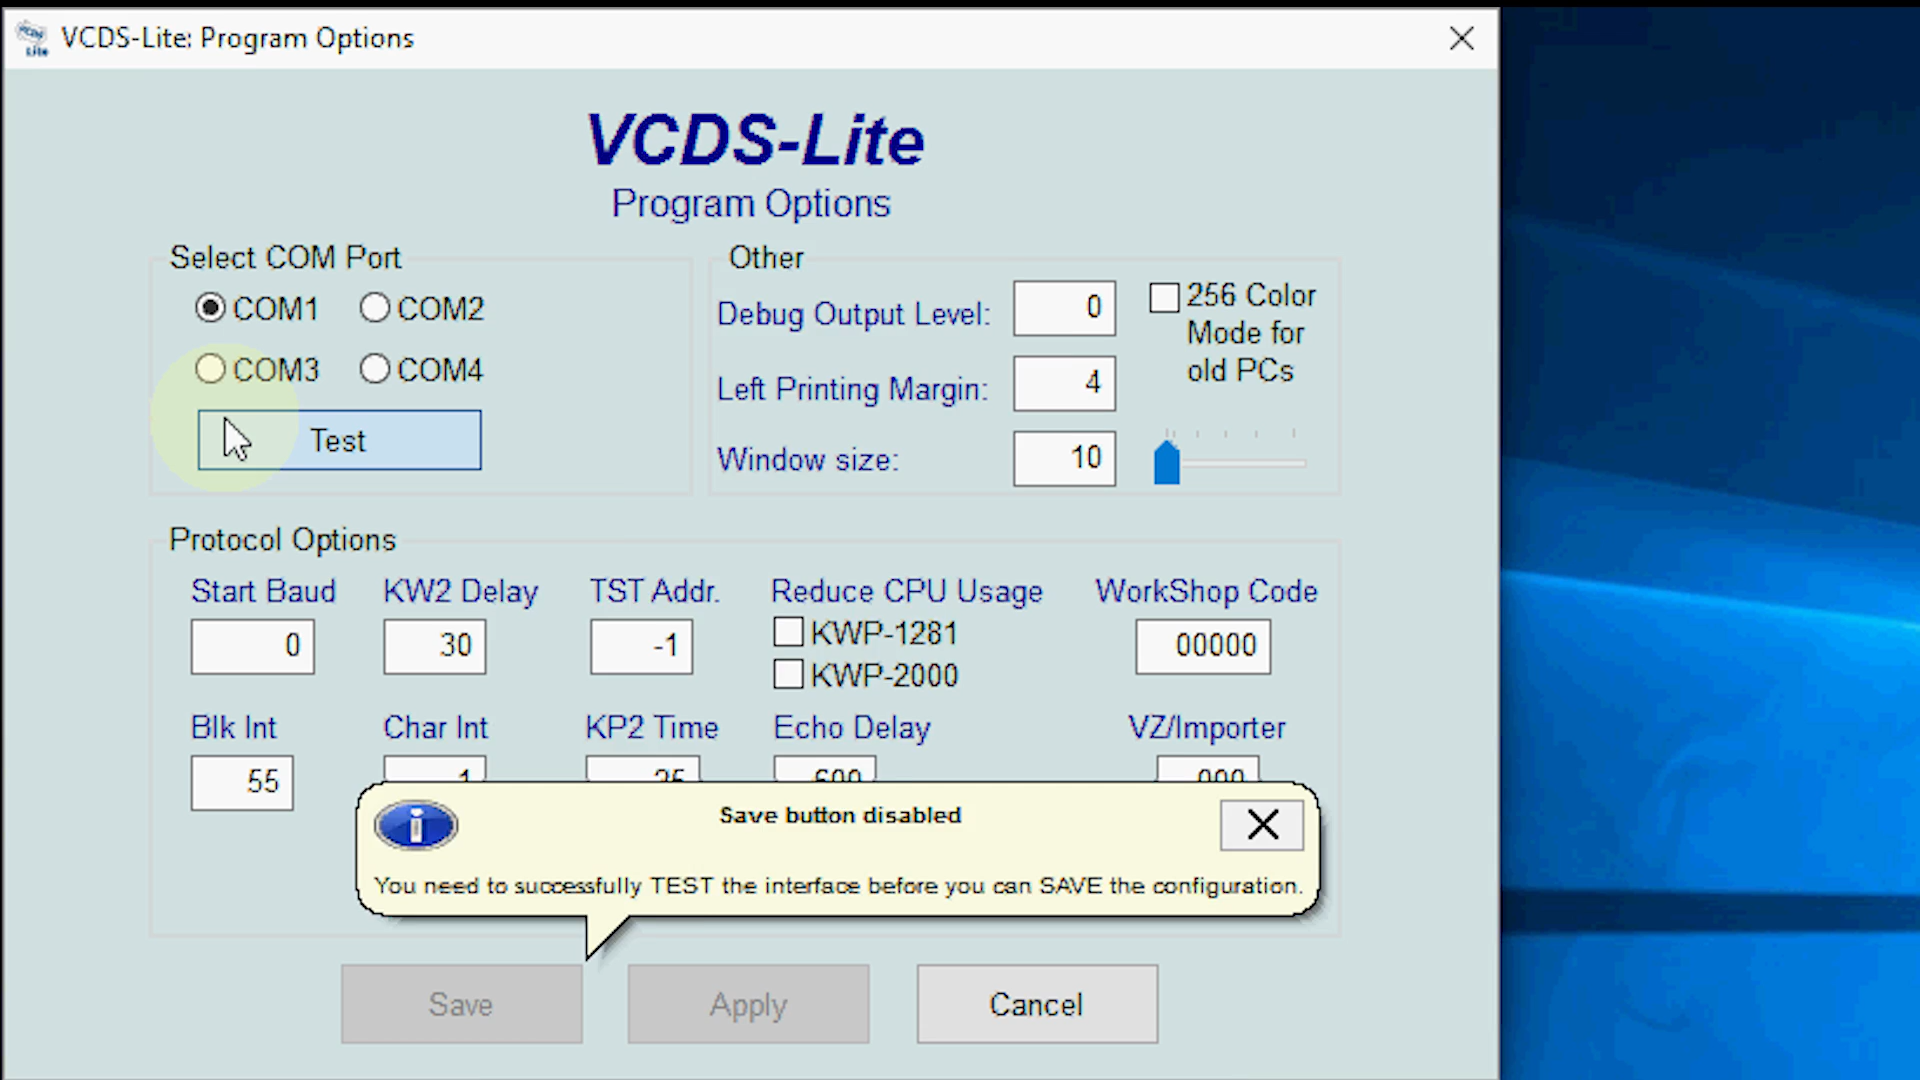 VCDS-Lite: Program Options
VCDS-Lite
Program Options
Select COM Port
COM1 COM2
COM3 COM4
Test
Other
Debug Output Level: 0
Left Printing Margin: 4
Window size: 10
256 Color
Mode for
old PCs
Protocol Options
Start Baud KW2 Delay TST Addr. Reduce CPU Usage WorkShop Code
0 30 -1 KWP-1281 00000
KWP-2000
Blk Int Char Int KP2 Time Echo Delay VZ/Importer
55 1 25 600 000
Save button disabled
You need to successfully TEST the interface before you can SAVE the configuration.
Save Apply Cancel